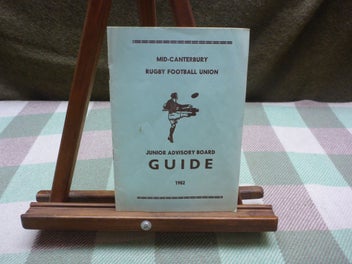 MID-CANTERBURY
RUGBY FOOTBALL UNION
JUNIOR ADVISORY BOARD
GUIDE
1982